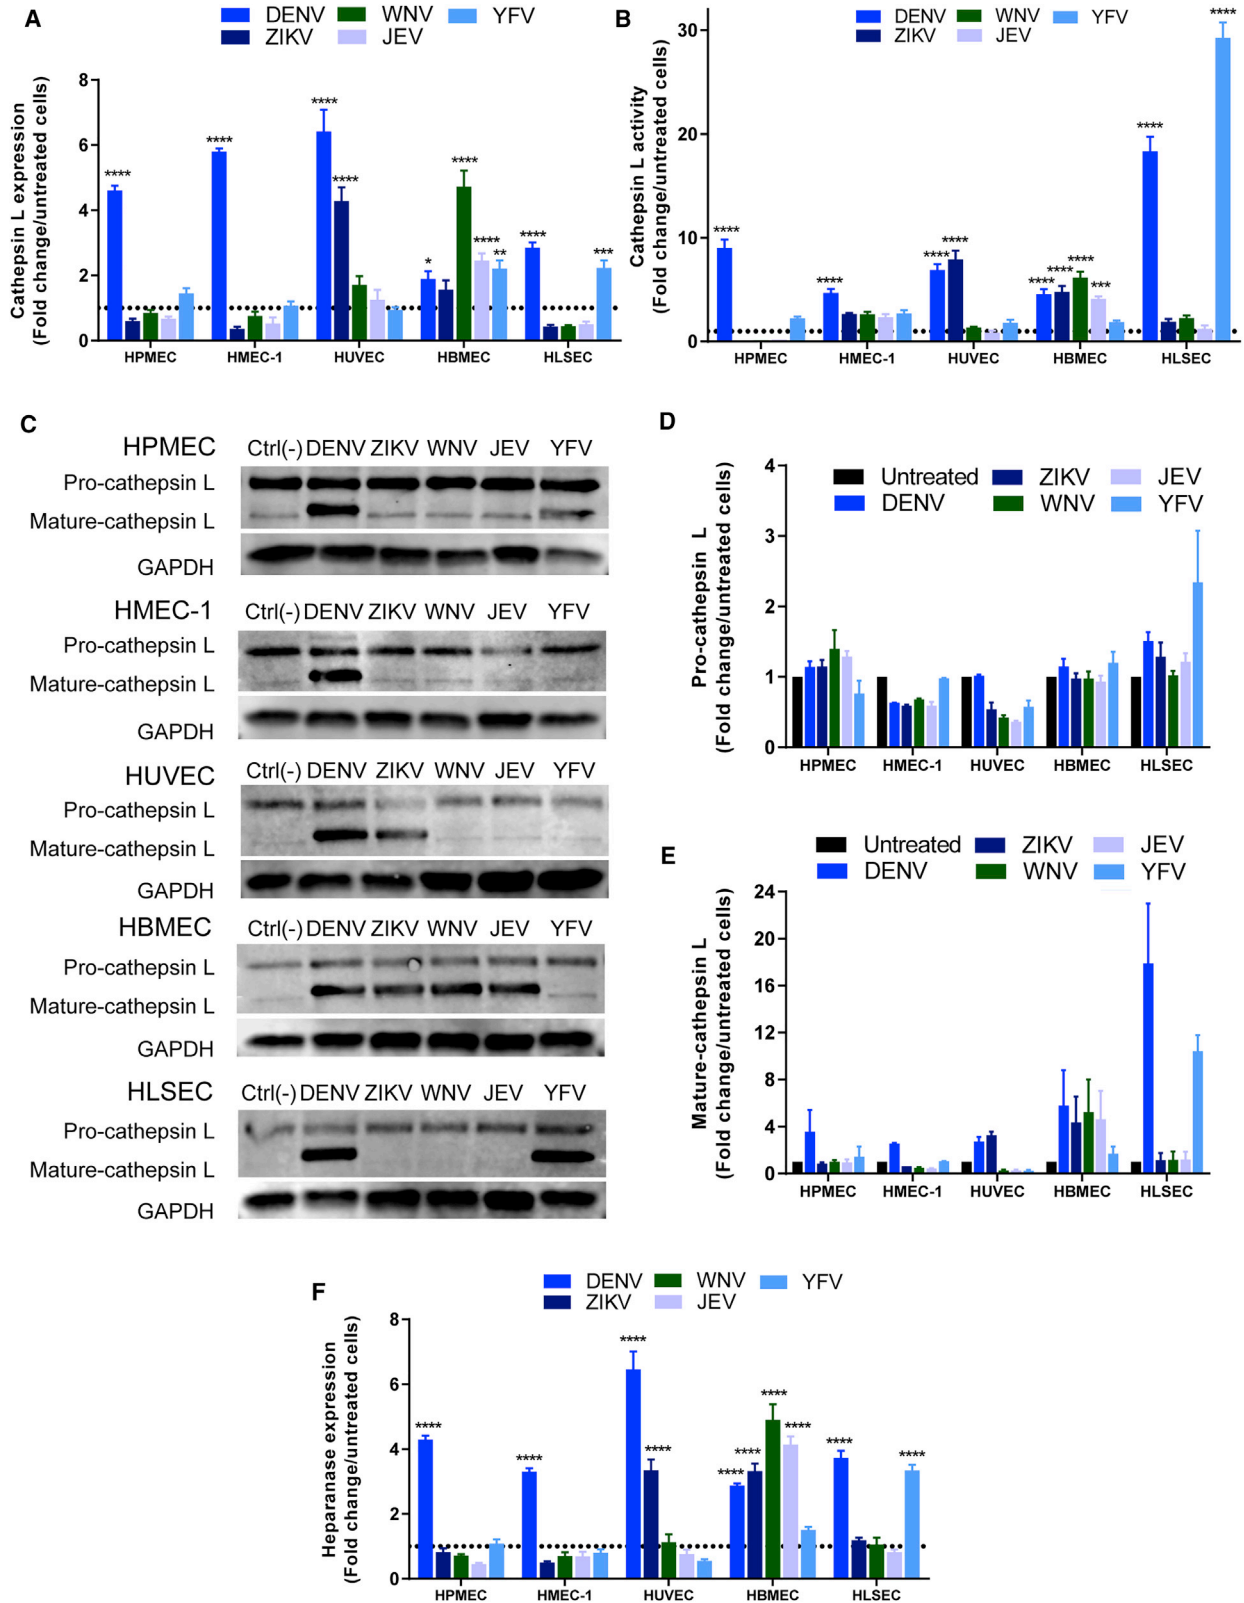 A
DENV WNV YFV
ZIKV JEV
Cathepsin L expression
(Fold change/untreated cells)
8
6
4
2
0
**** **** **** **** * **** **** ** **** ***
HPMEC HMEC-1 HUVEC HBMEC HLSEC
B
DENV WNV YFV
ZIKV JEV
Cathepsin L activity
(Fold change/untreated cells)
30
20
10
0
**** **** **** **** **** **** **** *** **** ****
HPMEC HMEC-1 HUVEC HBMEC HLSEC
C
HPMEC Ctrl(-) DENV ZIKV WNV JEV YFV
Pro-cathepsin L
Mature-cathepsin L
GAPDH
HMEC-1 Ctrl(-) DENV ZIKV WNV JEV YFV
Pro-cathepsin L
Mature-cathepsin L
GAPDH
HUVEC Ctrl(-) DENV ZIKV WNV JEV YFV
Pro-cathepsin L
Mature-cathepsin L
GAPDH
HBMEC Ctrl(-) DENV ZIKV WNV JEV YFV
Pro-cathepsin L
Mature-cathepsin L
GAPDH
HLSEC Ctrl(-) DENV ZIKV WNV JEV YFV
Pro-cathepsin L
Mature-cathepsin L
GAPDH
D
Untreated ZIKV JEV
DENV WNV YFV
Pro-cathepsin L
(Fold change/untreated cells)
4
3
2
1
0
HPMEC HMEC-1 HUVEC HBMEC HLSEC
E
Untreated ZIKV JEV
DENV WNV YFV
Mature-cathepsin L
(Fold change/untreated cells)
24
20
16
12
8
4
0
HPMEC HMEC-1 HUVEC HBMEC HLSEC
F
DENV WNV YFV
ZIKV JEV
Heparanase expression
(Fold change/untreated cells)
8
6
4
2
0
**** **** **** **** **** **** **** **** **** ****
HPMEC HMEC-1 HUVEC HBMEC HLSEC